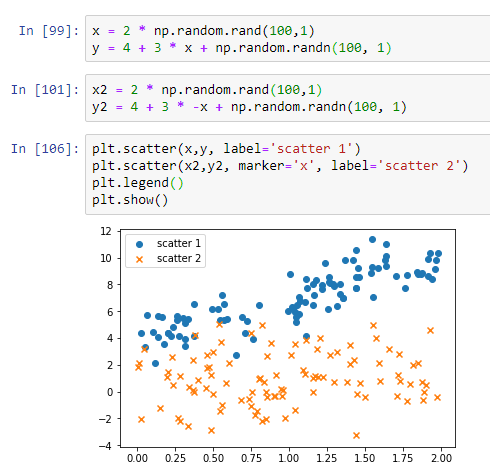 In [99]: x = 2 * np.random.rand(100,1)
y = 4 + 3 * x + np.random.randn(100, 1)
In [101]: x2 = 2 * np.random.rand(100,1)
y2 = 4 + 3 * -x + np.random.randn(100, 1)
In [106]: plt.scatter(x,y, label='scatter 1')
plt.scatter(x2,y2, marker='x', label='scatter 2')
plt.legend()
plt.show()
12
10
8
6
4
2
0
−2
−4
scatter 1
scatter 2
0.00 0.25 0.50 0.75 1.00 1.25 1.50 1.75 2.00